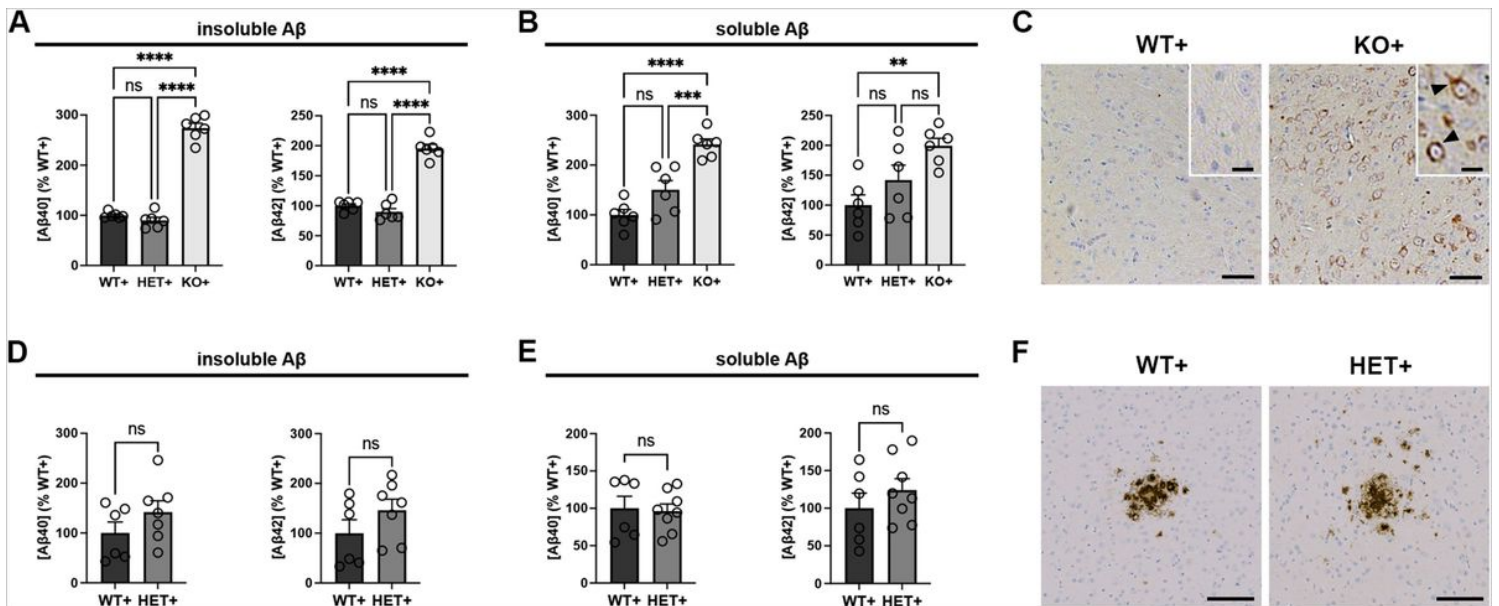 A
insoluble Aβ
****
ns
****
[Aβ40] (% WT+)
300
200
100
0
WT+ HET+ KO+
****
ns
****
[Aβ42] (% WT+)
250
200
150
100
50
0
WT+ HET+ KO+
B
soluble Aβ
****
ns
***
[Aβ40] (% WT+)
300
200
100
0
WT+ HET+ KO+
**
ns
ns
[Aβ42] (% WT+)
250
200
150
100
50
0
WT+ HET+ KO+
C
WT+
KO+
D
insoluble Aβ
ns
[Aβ40] (% WT+)
300
200
100
0
WT+ HET+
ns
[Aβ42] (% WT+)
300
200
100
0
WT+ HET+
E
soluble Aβ
ns
[Aβ40] (% WT+)
200
150
100
50
0
WT+ HET+
ns
[Aβ42] (% WT+)
200
150
100
50
0
WT+ HET+
F
WT+
HET+